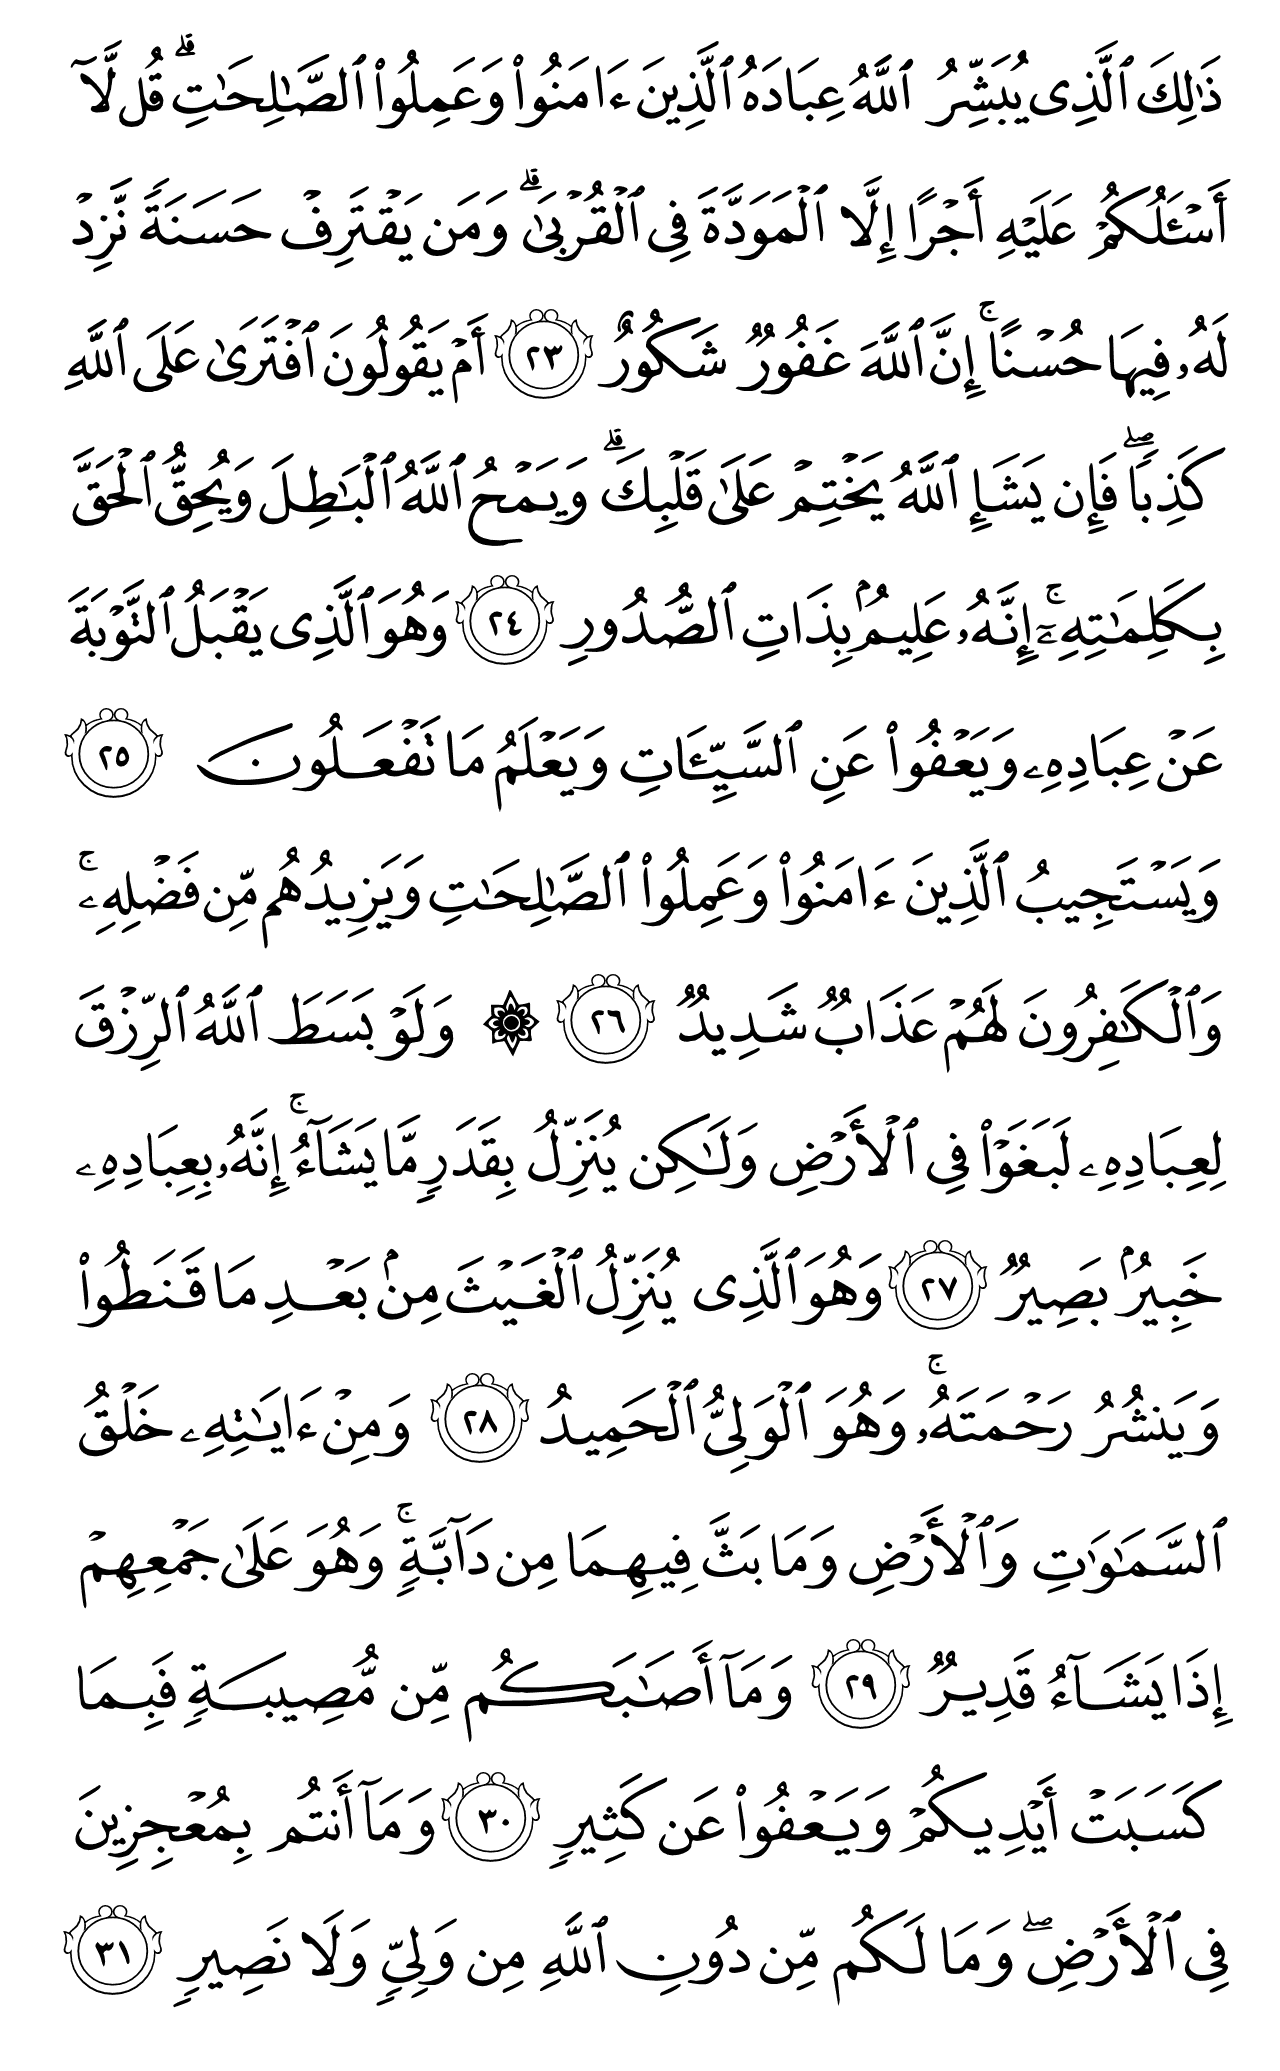 ذَٰلِكَ ٱلَّذِى يُبَشِّرُ ٱللَّهُ عِبَادَهُ ٱلَّذِينَ ءَامَنُوا۟ وَعَمِلُوا۟ ٱلصَّٰلِحَٰتِ ۗ قُل لَّآ
أَسْـَٔلُكُمْ عَلَيْهِ أَجْرًا إِلَّا ٱلْمَوَدَّةَ فِى ٱلْقُرْبَىٰ ۗ وَمَن يَقْتَرِفْ حَسَنَةً نَّزِدْ
لَهُۥ فِيهَا حُسْنًا ۚ إِنَّ ٱللَّهَ غَفُورٌ شَكُورٌ ٢٣ أَمْ يَقُولُونَ ٱفْتَرَىٰ عَلَى ٱللَّهِ
كَذِبًا ۖ فَإِن يَشَإِ ٱللَّهُ يَخْتِمْ عَلَىٰ قَلْبِكَ ۗ وَيَمْحُ ٱللَّهُ ٱلْبَٰطِلَ وَيُحِقُّ ٱلْحَقَّ
بِكَلِمَٰتِهِۦٓ ۚ إِنَّهُۥ عَلِيمٌۢ بِذَاتِ ٱلصُّدُورِ ٢٤ وَهُوَ ٱلَّذِى يَقْبَلُ ٱلتَّوْبَةَ
عَنْ عِبَادِهِۦ وَيَعْفُوا۟ عَنِ ٱلسَّيِّـَٔاتِ وَيَعْلَمُ مَا تَفْعَلُونَ ٢٥
وَيَسْتَجِيبُ ٱلَّذِينَ ءَامَنُوا۟ وَعَمِلُوا۟ ٱلصَّٰلِحَٰتِ وَيَزِيدُهُم مِّن فَضْلِهِۦ ۚ
وَٱلْكَٰفِرُونَ لَهُمْ عَذَابٌ شَدِيدٌ ٢٦ ۞ وَلَوْ بَسَطَ ٱللَّهُ ٱلرِّزْقَ
لِعِبَادِهِۦ لَبَغَوْا۟ فِى ٱلْأَرْضِ وَلَٰكِن يُنَزِّلُ بِقَدَرٍ مَّا يَشَآءُ ۚ إِنَّهُۥ بِعِبَادِهِۦ
خَبِيرٌۢ بَصِيرٌ ٢٧ وَهُوَ ٱلَّذِى يُنَزِّلُ ٱلْغَيْثَ مِنۢ بَعْدِ مَا قَنَطُوا۟
وَيَنشُرُ رَحْمَتَهُۥ ۚ وَهُوَ ٱلْوَلِىُّ ٱلْحَمِيدُ ٢٨ وَمِنْ ءَايَٰتِهِۦ خَلْقُ
ٱلسَّمَٰوَٰتِ وَٱلْأَرْضِ وَمَا بَثَّ فِيهِمَا مِن دَآبَّةٍ ۚ وَهُوَ عَلَىٰ جَمْعِهِمْ
إِذَا يَشَآءُ قَدِيرٌ ٢٩ وَمَآ أَصَٰبَكُم مِّن مُّصِيبَةٍ فَبِمَا
كَسَبَتْ أَيْدِيكُمْ وَيَعْفُوا۟ عَن كَثِيرٍ ٣٠ وَمَآ أَنتُم بِمُعْجِزِينَ
فِى ٱلْأَرْضِ ۖ وَمَا لَكُم مِّن دُونِ ٱللَّهِ مِن وَلِىٍّ وَلَا نَصِيرٍ ٣١